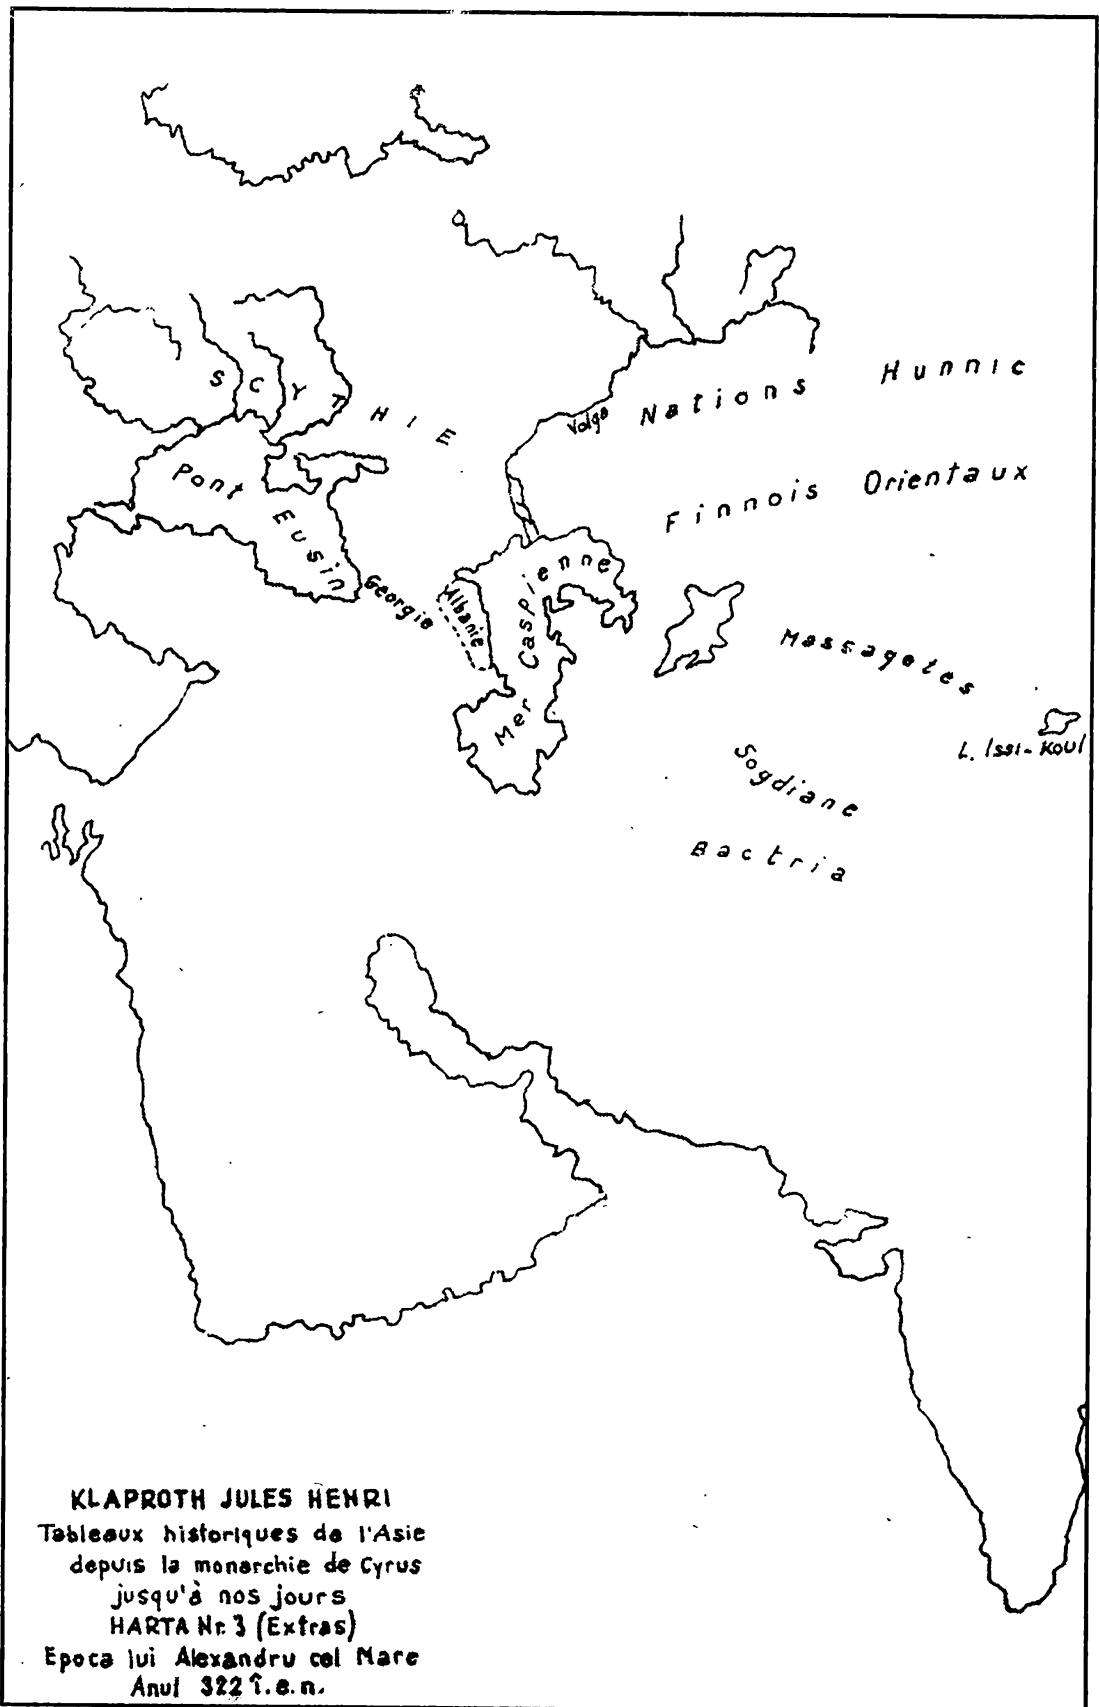 SCYTHIE
Volga
Nations Hunnic
Pont Eusin
Finnois Orientaux
Georgie
Albanie
Mer Caspienne
Massagetes
L. Issi-Koul
Sogdiane
Bactria
KLAPROTH JULES HENRI
Tableaux historiques de l'Asie
depuis la monarchie de Cyrus
jusqu'à nos jours
HARTA Nr. 3 (Extras)
Epoca lui Alexandru cel Mare
Anul 322 î.e.n.